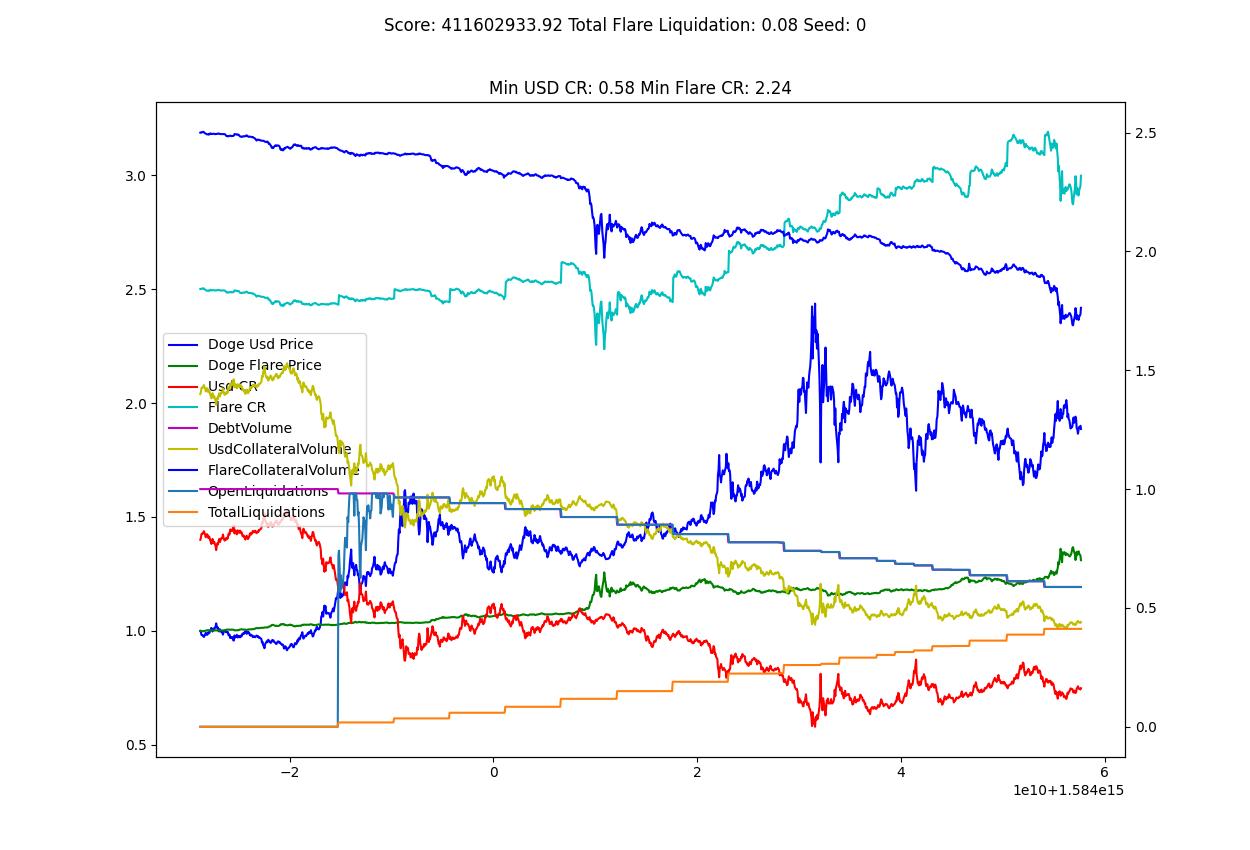 Score: 411602933.92 Total Flare Liquidation: 0.08 Seed: 0
Min USD CR: 0.58 Min Flare CR: 2.24
3.0
2.5
2.0
1.5
1.0
0.5
2.5
2.0
1.5
1.0
0.5
0.0
Doge Usd Price
Doge Flare Price
Usd CR
Flare CR
DebtVolume
UsdCollateralVolume
FlareCollateralVolume
OpenLiquidations
TotalLiquidations
−2 0 2 4 6
1e10+1.584e15